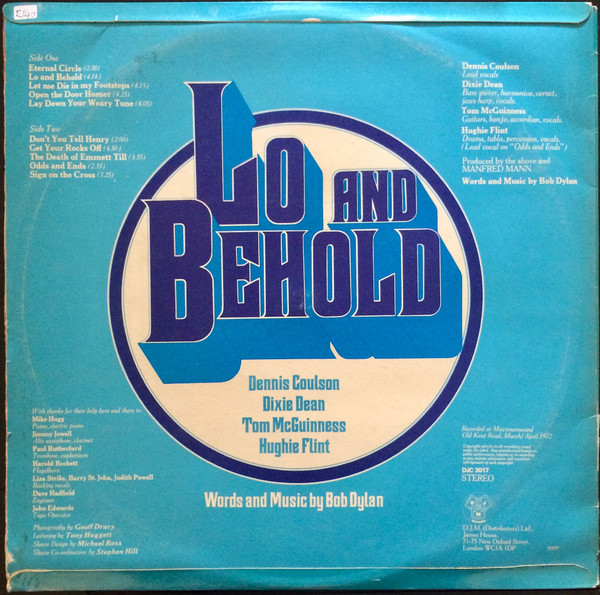 Side One
Eternal Circle (2.38)
Lo and Behold (4.14.)
Let me Die in my Footsteps (4.15)
Open the Door Homer (4.25)
Lay Down Your Weary Tune (4.05)
Side Two
Don't You Tell Henry (2:06)
Get Your Rocks Off (4.30.)
The Death of Emmett Till (5.35)
Odds and Ends (2.35)
Sign on the Cross (7.25)
Dennis Coulson
Lead vocals
Dixie Dean
Bass guitar, harmonica, cornet,
jaws harp, vocals.
Tom McGuinness
Guitars, banjo, accordian, vocals.
Hughie Flint
Drums, tabla, percussion, vocals.
(Lead vocal on "Odds and Ends")
Produced by the above and
MANFRED MANN
Words and Music by Bob Dylan
LO AND
BEHOLD
Dennis Coulson
Dixie Dean
Tom McGuinness
Hughie Flint
Words and Music by Bob Dylan
With thanks for their help here and there to:
Mike Hugg
Piano, electric piano
Jimmy Jewell
Alto saxophone, clarinet
Paul Rutherford
Trombone, euphonium
Harold Beckett
Flugelhorn
Liza Strike, Barry St. John, Judith Powell
Backing vocals
Dave Hadfield
Engineer
John Edwards
Tape Operator
Photography by Geoff Drury
Lettering by Tony Huggett
Sleeve Design by Michael Ross
Sleeve Co-ordination by Stephen Hill
Recorded at Maximum Sound
Old Kent Road, March/April 1972
DJC 3017
STEREO
D.J.M. (Distributors) Ltd.,
James House,
71-75 New Oxford Street,
London WC1A 1DP